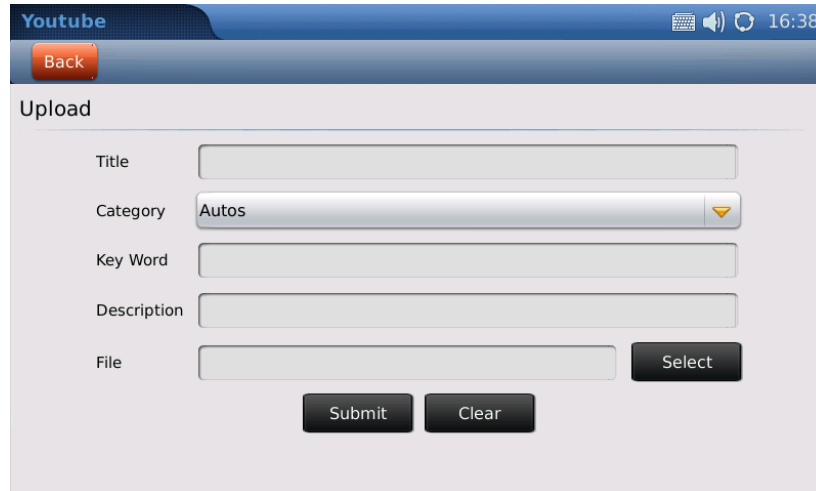 Youtube 16:38
Back
Upload
Title
Category Autos
Key Word
Description
File Select
Submit Clear